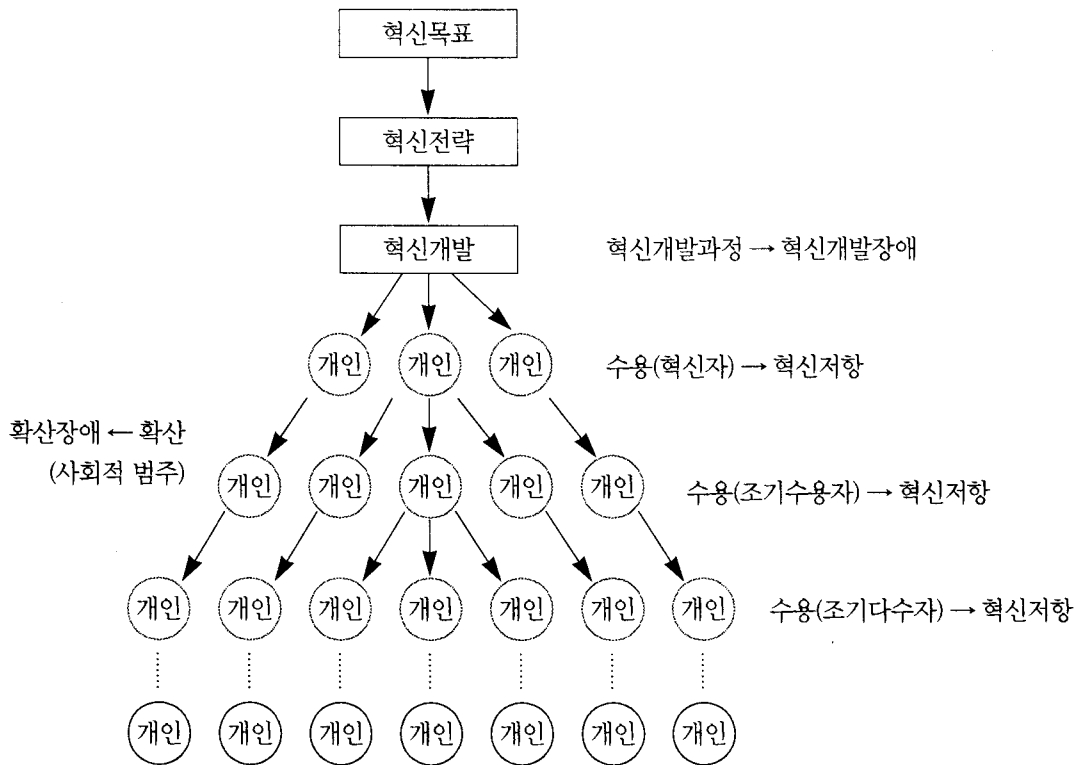 혁신목표
혁신전략
혁신개발
혁신개발과정 → 혁신개발장애
개인 개인 개인
수용(혁신자) → 혁신저항
확산장애 ← 확산
(사회적 범주)
개인 개인 개인 개인 개인
수용(조기수용자) → 혁신저항
개인 개인 개인 개인 개인 개인 개인
수용(조기다수자) → 혁신저항
개인 개인 개인 개인 개인 개인 개인